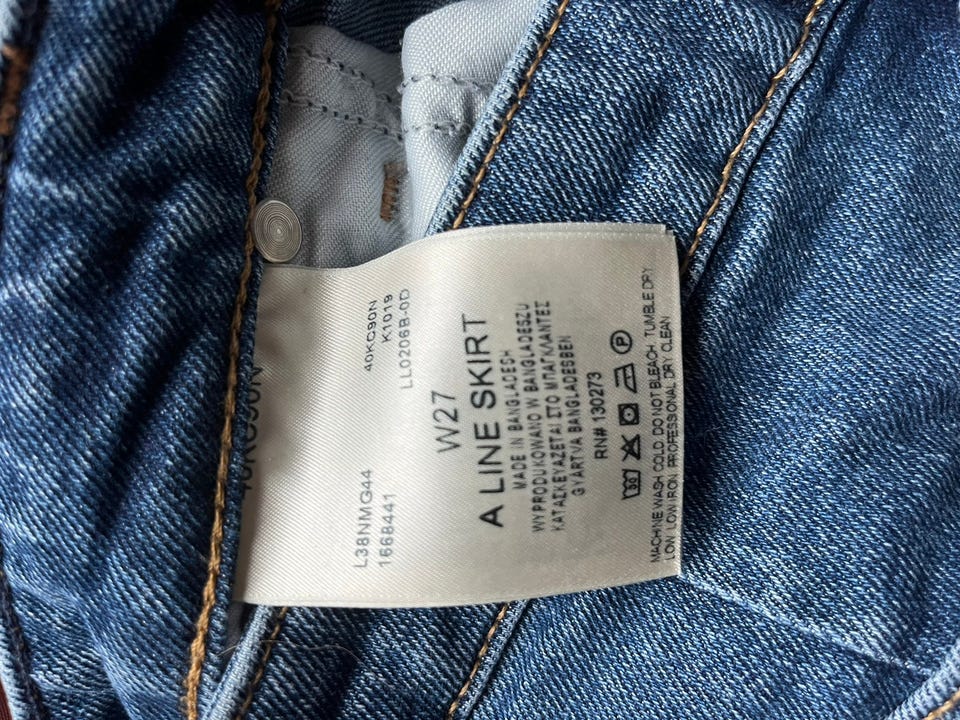 L38NMG44
1668441
40KC90N
K1019
LL0206B-0D
W27
A LINE SKIRT
MADE IN BANGLADESH
WYPRODUKOWANO W BANGLADESZU
ΚΑΤΑΣΚΕΥΑΖΕΤΑΙ ΣΤΟ ΜΠΑΓΚΛΑΝΤΕΣ
GYÁRTVA BANGLADESBEN
RN# 130273
MACHINE WASH COLD DO NOT BLEACH TUMBLE DRY
LOW LOW IRON PROFESSIONAL DRY CLEAN